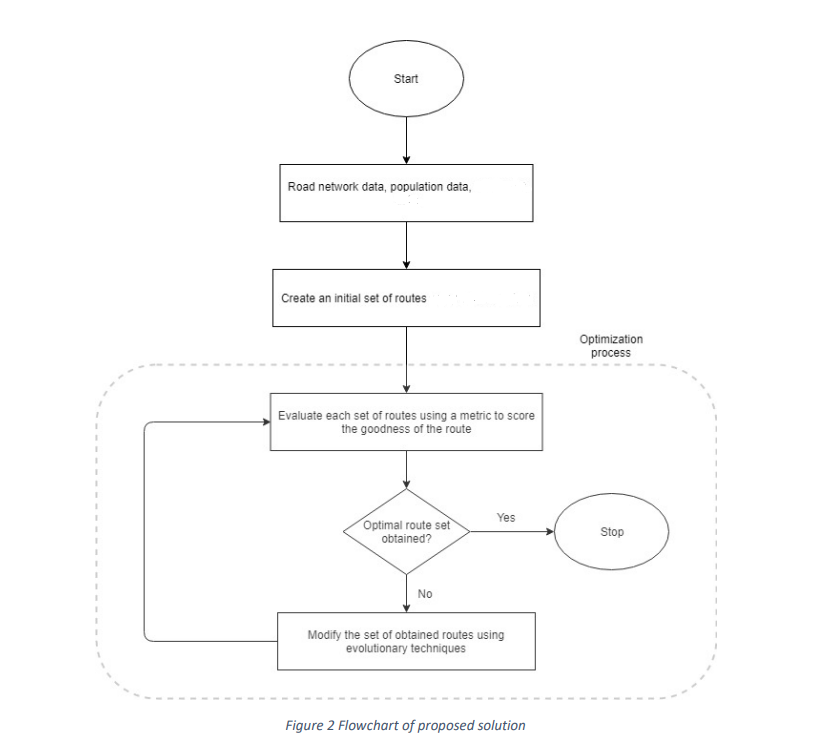 Start
Road network data, population data,
Create an initial set of routes
Optimization
process
Evaluate each set of routes using a metric to score
the goodness of the route
Optimal route set
obtained?
Yes
Stop
No
Modify the set of obtained routes using
evolutionary techniques
Figure 2 Flowchart of proposed solution